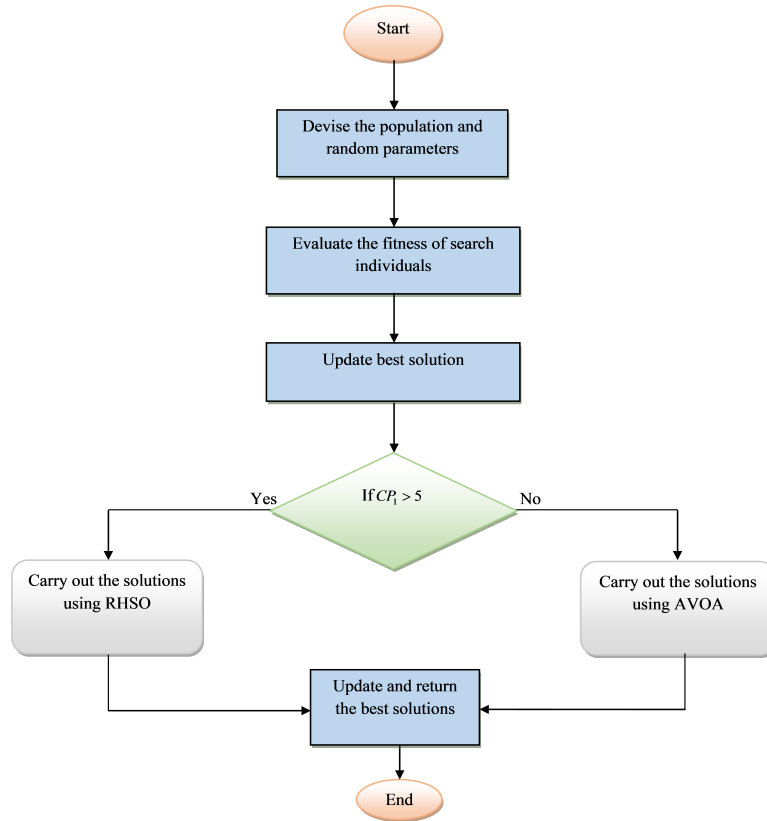 Start
Devise the population and
random parameters
Evaluate the fitness of search
individuals
Update best solution
If CP₁ > 5
Yes
No
Carry out the solutions
using RHSO
Carry out the solutions
using AVOA
Update and return
the best solutions
End